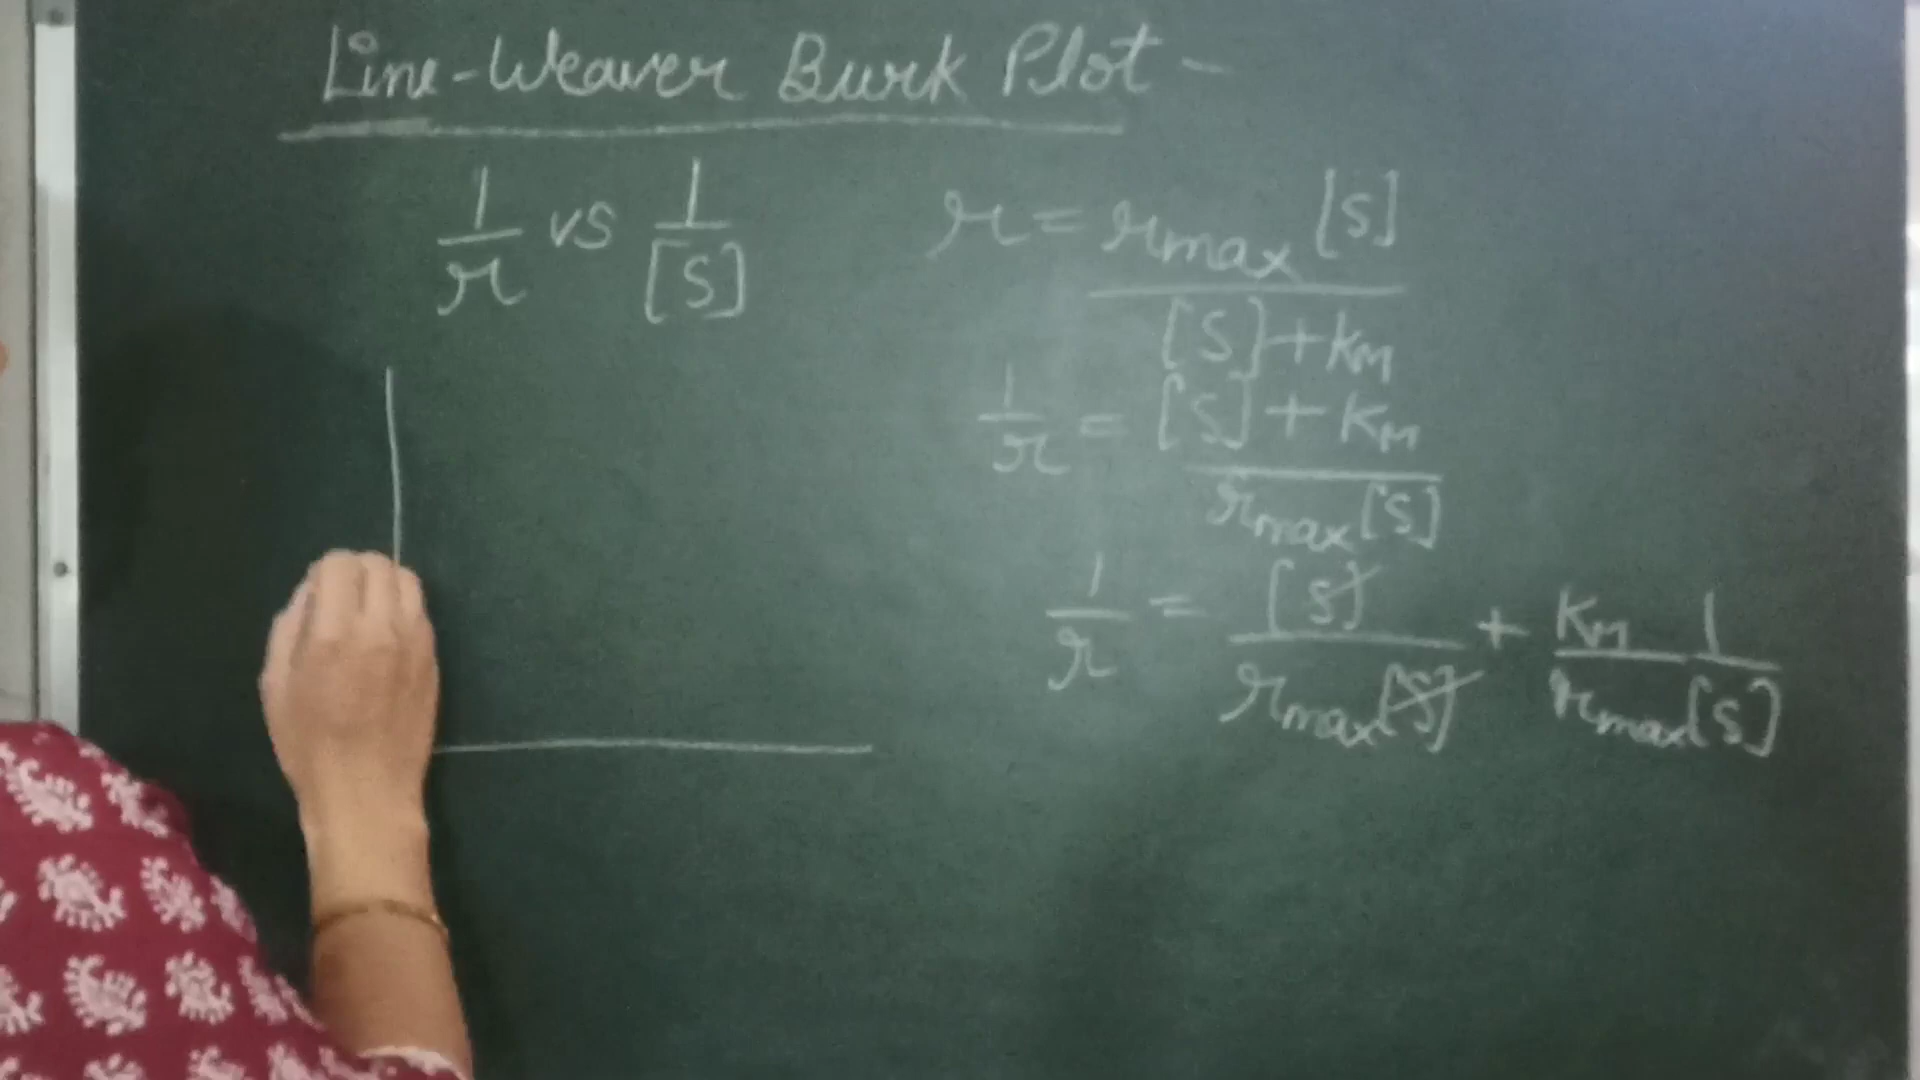 Line-Weaver Burk Plot -
1/r vs 1/[S]
r = rmax [S] / [S] + KM
1/r = [S] + KM / rmax [S]
1/r = [S] / rmax [S] + KM 1 / rmax [S]